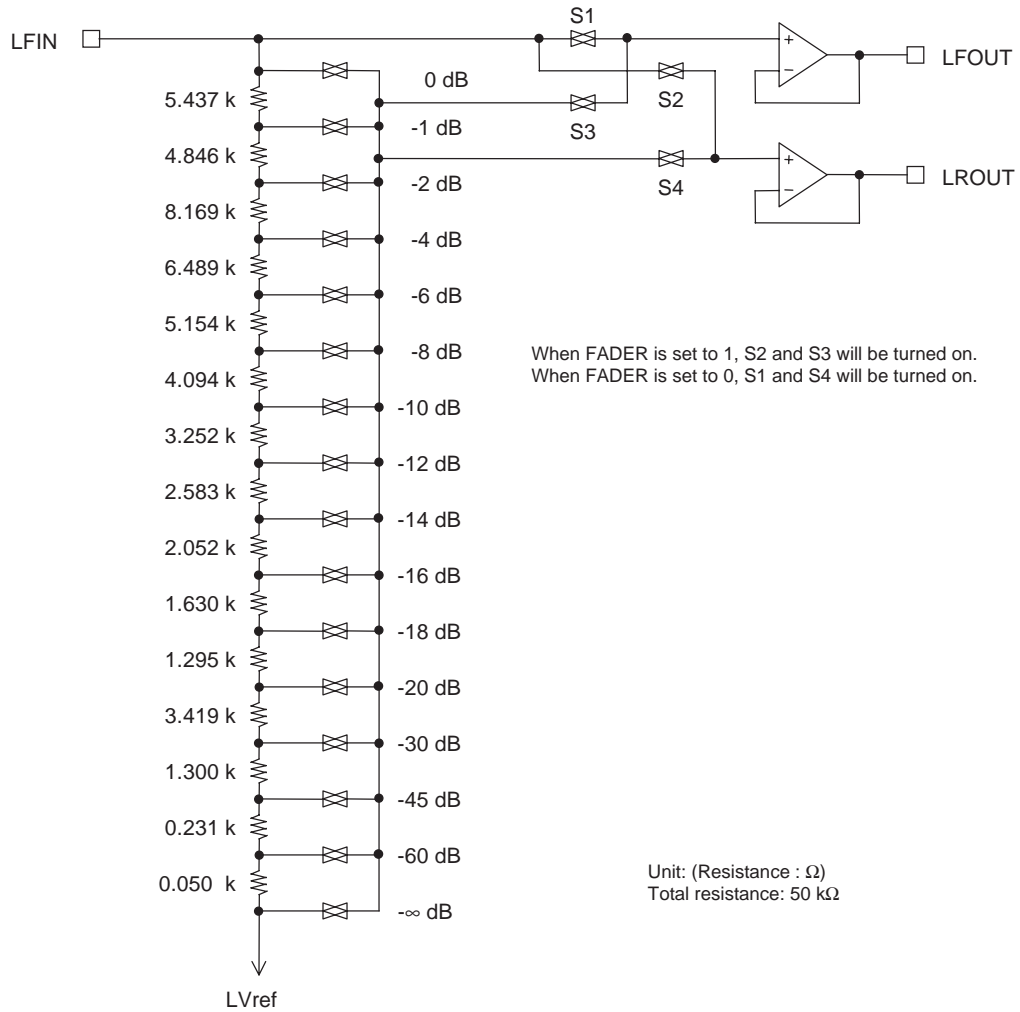 S1
LFIN
LFOUT
0 dB
S2
5.437 k
S3
-1 dB
4.846 k
LROUT
S4
-2 dB
8.169 k
-4 dB
6.489 k
-6 dB
5.154 k
-8 dB
When FADER is set to 1, S2 and S3 will be turned on.
When FADER is set to 0, S1 and S4 will be turned on.
4.094 k
-10 dB
3.252 k
-12 dB
2.583 k
-14 dB
2.052 k
-16 dB
1.630 k
-18 dB
1.295 k
-20 dB
3.419 k
-30 dB
1.300 k
-45 dB
0.231 k
-60 dB
0.050 k
-∞ dB
Unit: (Resistance : Ω)
Total resistance: 50 kΩ
LVref